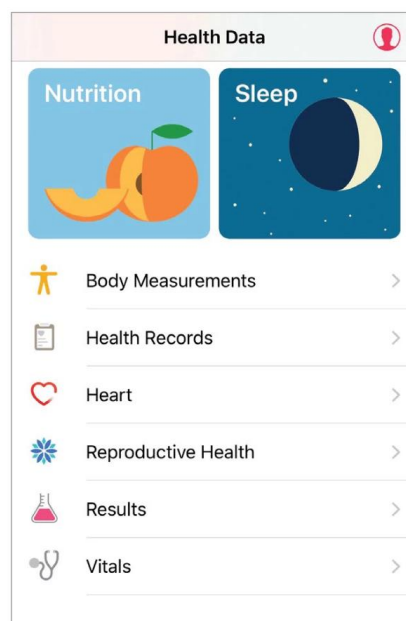 Health Data
Nutrition
Sleep
Body Measurements
Health Records
Heart
Reproductive Health
Results
Vitals